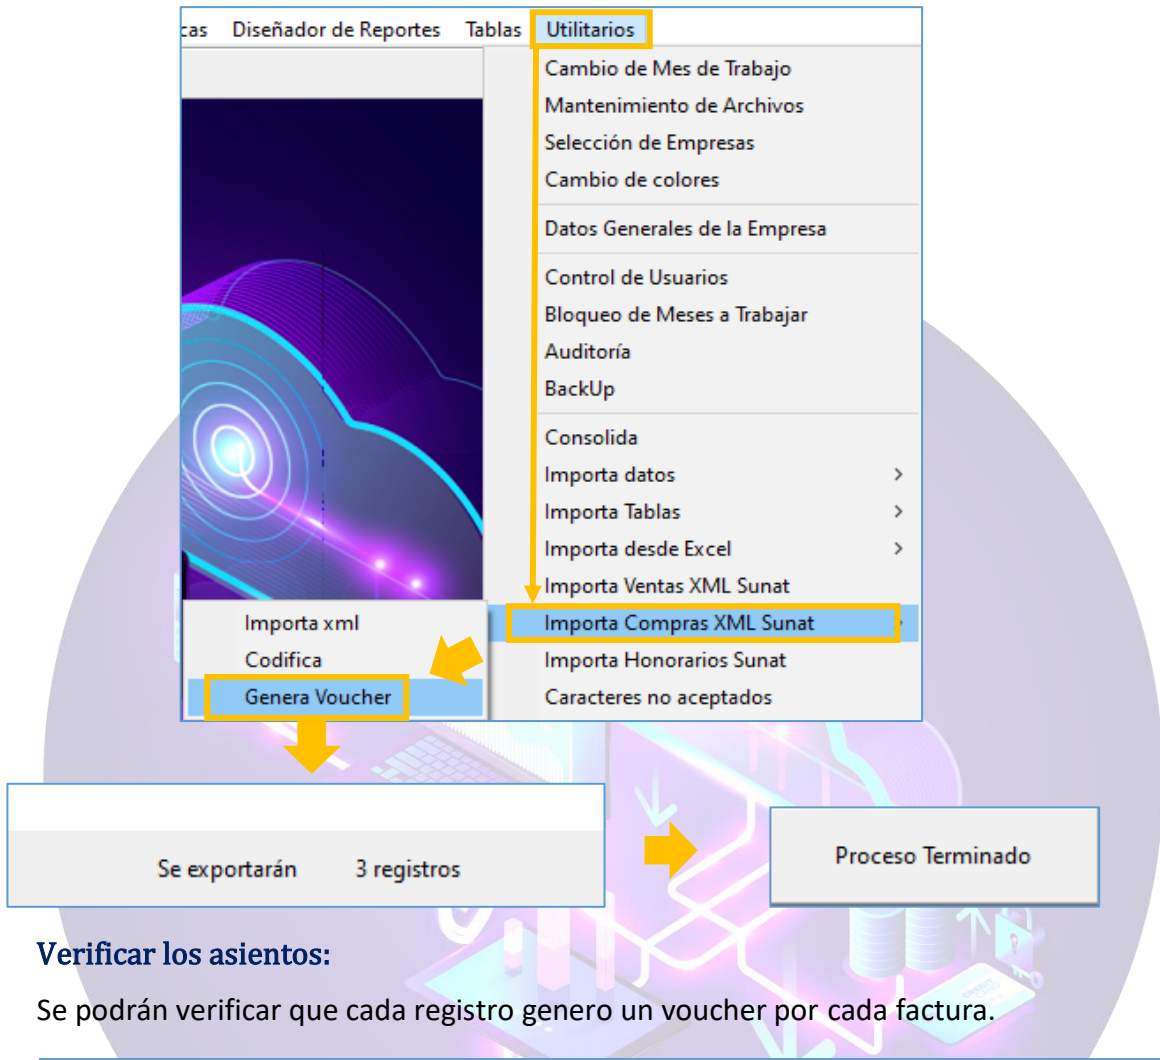 cas Diseñador de Reportes Tablas Utilitarios
Cambio de Mes de Trabajo
Mantenimiento de Archivos
Selección de Empresas
Cambio de colores
Datos Generales de la Empresa
Control de Usuarios
Bloqueo de Meses a Trabajar
Auditoría
BackUp
Consolida
Importa datos
Importa Tablas
Importa desde Excel
Importa Ventas XML Sunat
Importa Compras XML Sunat
Importa Honorarios Sunat
Caracteres no aceptados
Importa xml
Codifica
Genera Voucher
Se exportarán 3 registros
Proceso Terminado
Verificar los asientos:
Se podrán verificar que cada registro genero un voucher por cada factura.